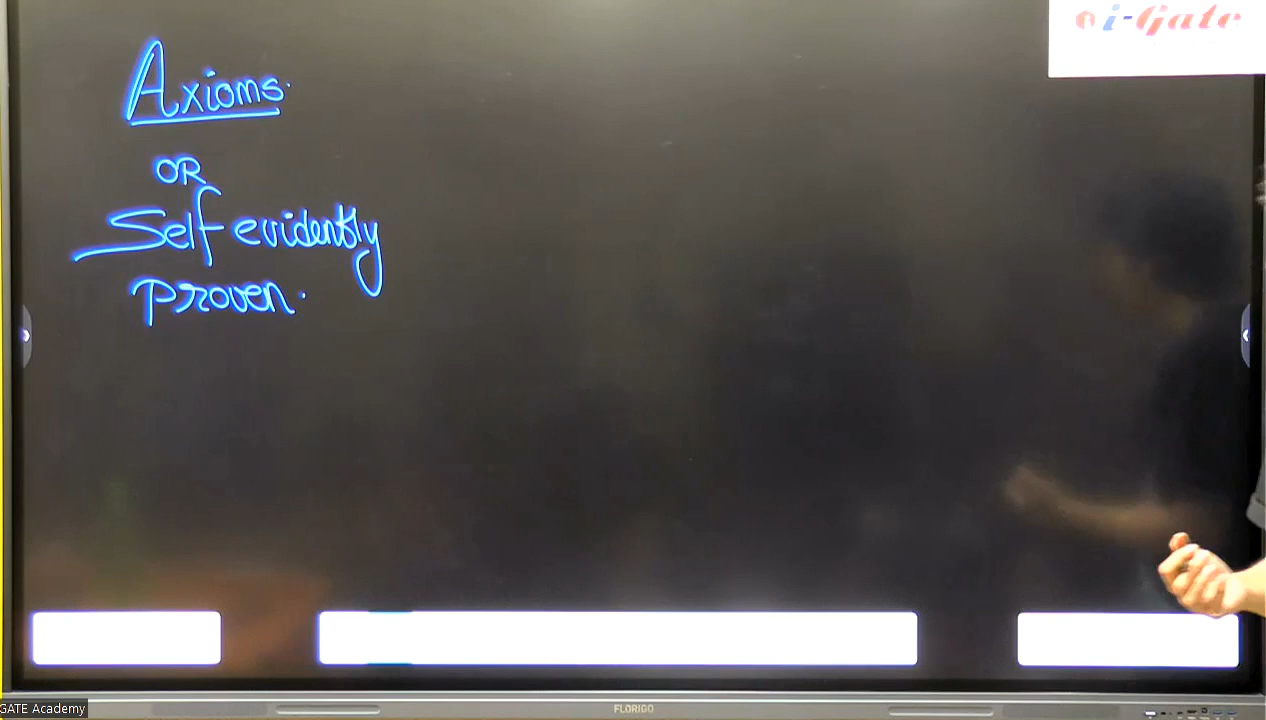 i-Gate
Axioms.
OR
Self evidently
proven.
FLORIGO
GATE Academy